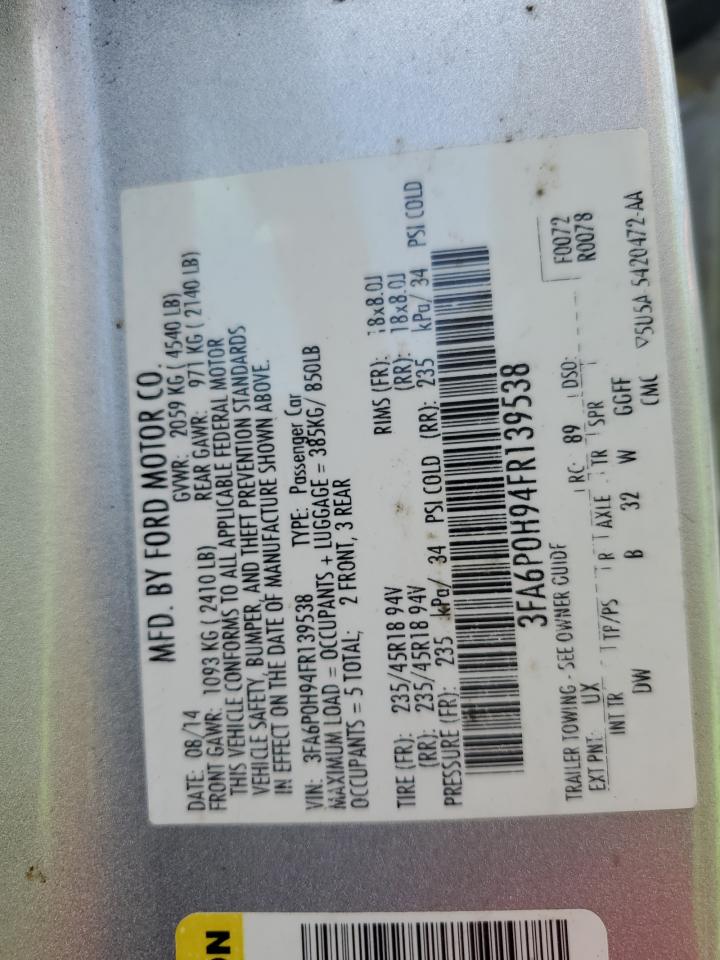 MFD. BY FORD MOTOR CO.
DATE: 08/14 GVWR: 2059 KG ( 4540 LB)
FRONT GAWR: 1093 KG ( 2410 LB) REAR GAWR: 971 KG ( 2140 LB)
THIS VEHICLE CONFORMS TO ALL APPLICABLE FEDERAL MOTOR
VEHICLE SAFETY, BUMPER, AND THEFT PREVENTION STANDARDS
IN EFFECT ON THE DATE OF MANUFACTURE SHOWN ABOVE.
VIN: 3FA6P0H94FR139538 TYPE: Passenger Car
MAXIMUM LOAD = OCCUPANTS + LUGGAGE = 385KG/ 850LB
OCCUPANTS = 5 TOTAL; 2 FRONT, 3 REAR
TIRE (FR): 235/45R18 94V RIMS (FR): 18x8.0J
(RR): 235/45R18 94V (RR): 18x8.0J
PRESSURE (FR): 235 kPa/ 34 PSI COLD (RR): 235 kPa/ 34 PSI COLD
3FA6P0H94FR139538
TRAILER TOWING - SEE OWNER GUIDE
EXT PNT: UX RC: 89 DSO: F0072
R0078
INT TR TP/PS R AXLE TR SPR
DW B 32 W GGFF
CMC ▽5U5A 5420472-AA
ON